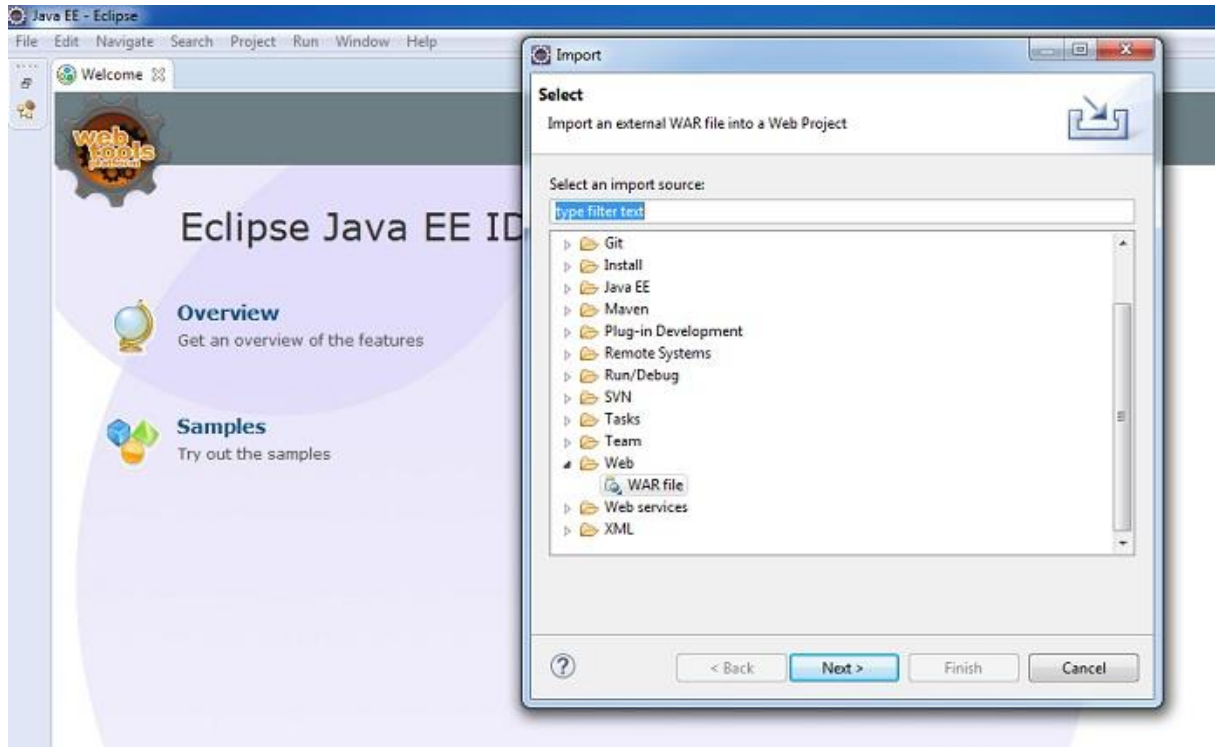 Java EE - Eclipse
File Edit Navigate Search Project Run Window Help
Welcome
web
tools
platform
Eclipse Java EE ID
Overview
Get an overview of the features
Samples
Try out the samples
Import
Select
Import an external WAR file into a Web Project
Select an import source:
type filter text
Git
Install
Java EE
Maven
Plug-in Development
Remote Systems
Run/Debug
SVN
Tasks
Team
Web
WAR file
Web services
XML
?
< Back Next > Finish Cancel